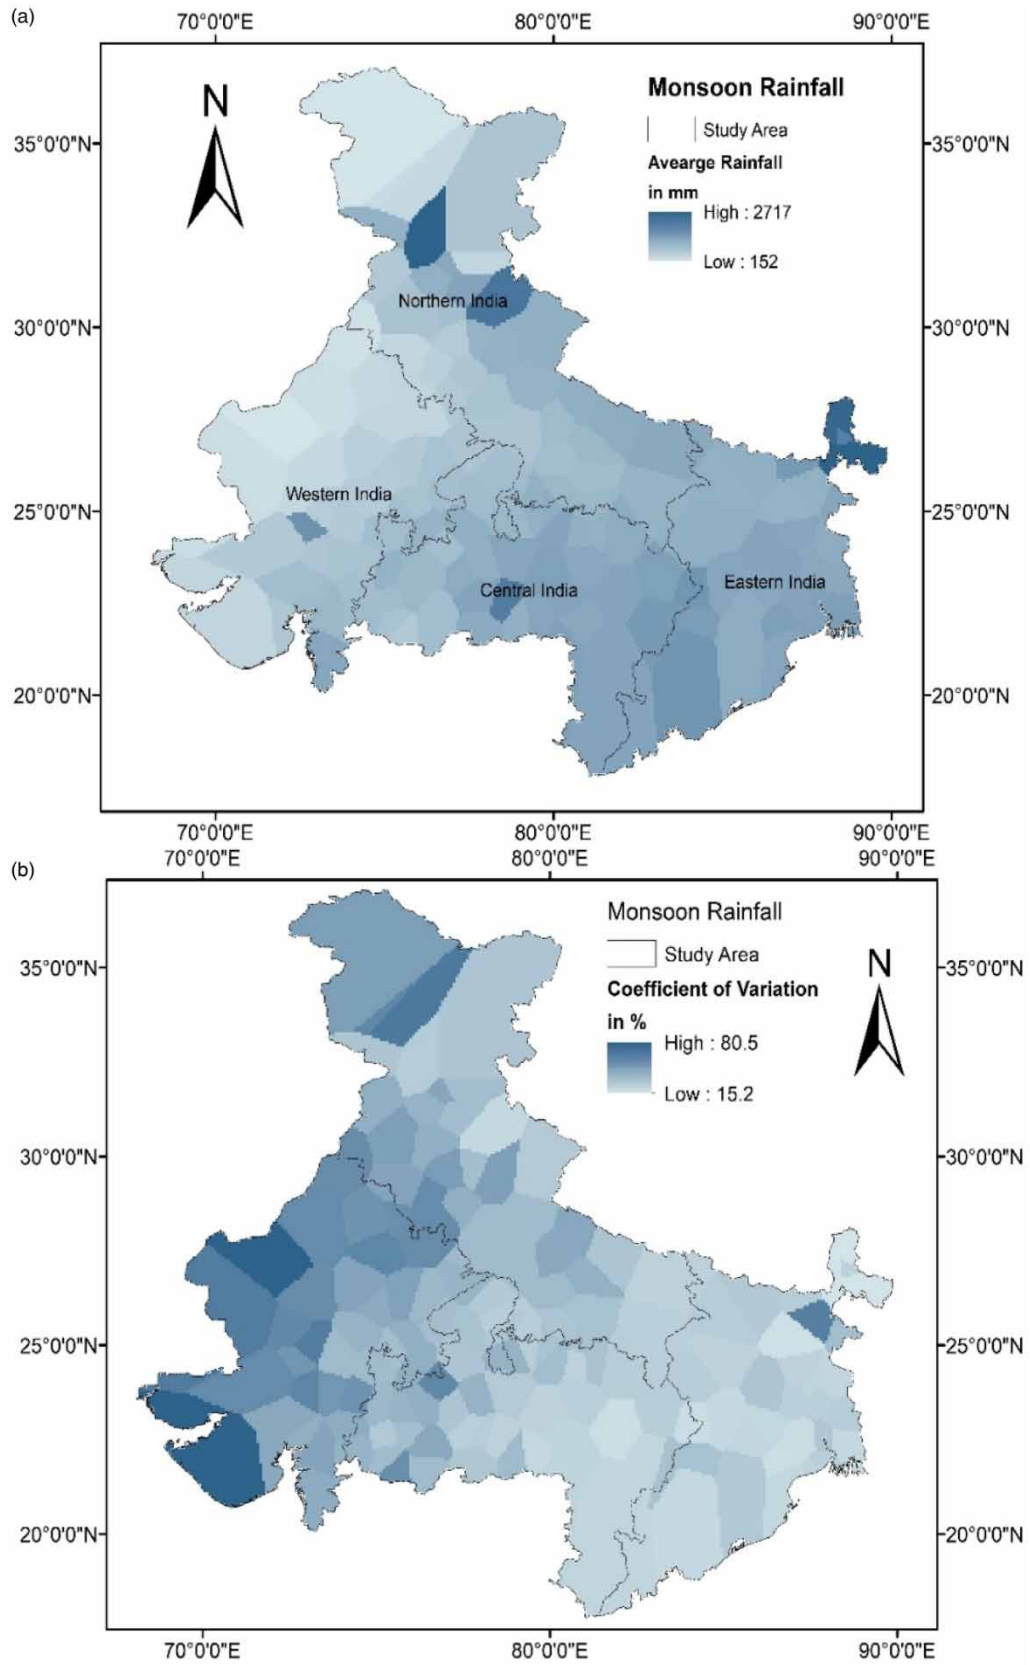 (a)
70°0'0"E 80°0'0"E 90°0'0"E
N
Monsoon Rainfall
Study Area
Avearge Rainfall
in mm
High : 2717
Low : 152
35°0'0"N 35°0'0"N
Northern India
30°0'0"N 30°0'0"N
Western India
25°0'0"N 25°0'0"N
Central India
Eastern India
20°0'0"N 20°0'0"N
70°0'0"E 80°0'0"E 90°0'0"E
70°0'0"E 80°0'0"E 90°0'0"E
(b)
Monsoon Rainfall
Study Area
N
Coefficient of Variation
in %
High : 80.5
Low : 15.2
35°0'0"N 35°0'0"N
30°0'0"N 30°0'0"N
25°0'0"N 25°0'0"N
20°0'0"N 20°0'0"N
70°0'0"E 80°0'0"E 90°0'0"E